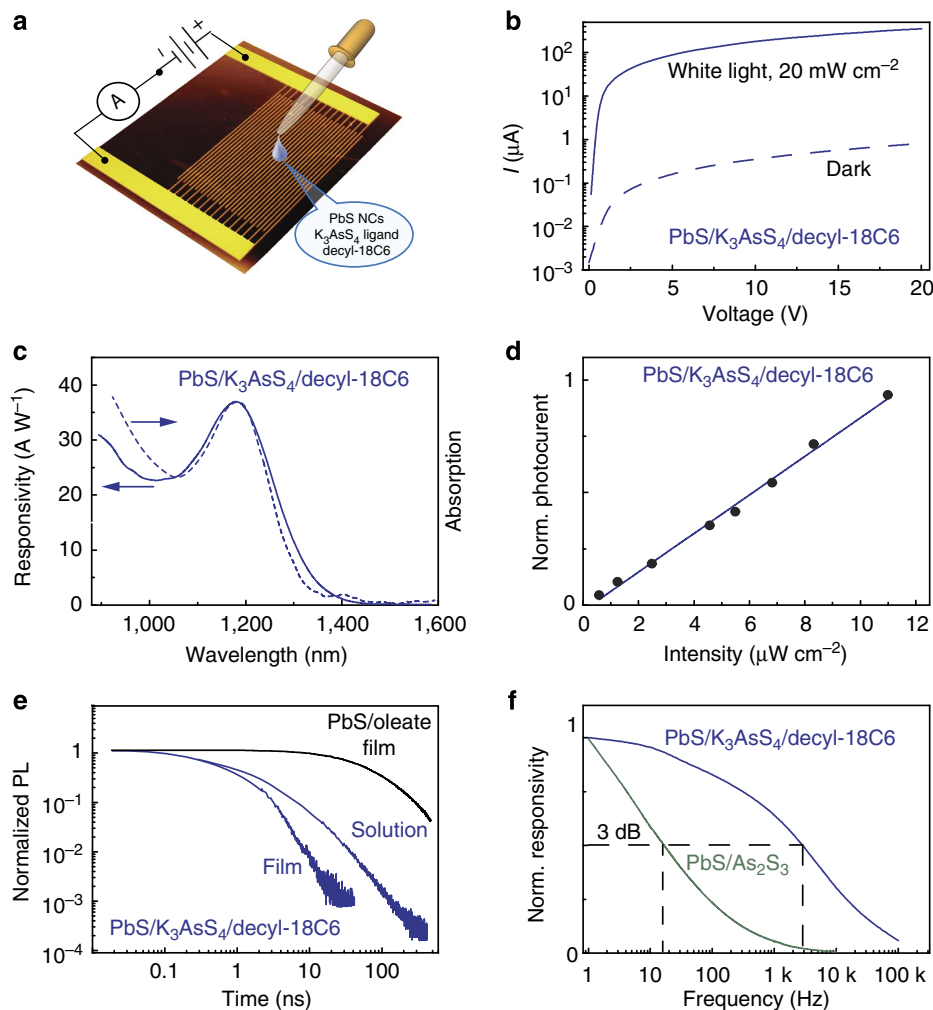 a
+
-
A
PbS NCs
K₃AsS₄ ligand
decyl-18C6
b
10²
10¹
1
10⁻¹
10⁻²
10⁻³
I (μA)
White light, 20 mW cm⁻²
Dark
PbS/K₃AsS₄/decyl-18C6
0 5 10 15 20
Voltage (V)
c
PbS/K₃AsS₄/decyl-18C6
40
30
20
10
0
Responsivity (A W⁻¹)
Absorption
1,000 1,200 1,400 1,600
Wavelength (nm)
d
PbS/K₃AsS₄/decyl-18C6
1
0
Norm. photocurent
0 2 4 6 8 10 12
Intensity (μW cm⁻²)
e
PbS/oleate
film
1
10⁻¹
10⁻²
10⁻³
10⁻⁴
Normalized PL
Solution
Film
PbS/K₃AsS₄/decyl-18C6
0.1 1 10 100
Time (ns)
f
1
0
Norm. responsivity
PbS/K₃AsS₄/decyl-18C6
3 dB
PbS/As₂S₃
1 10 100 1 k 10 k 100 k
Frequency (Hz)